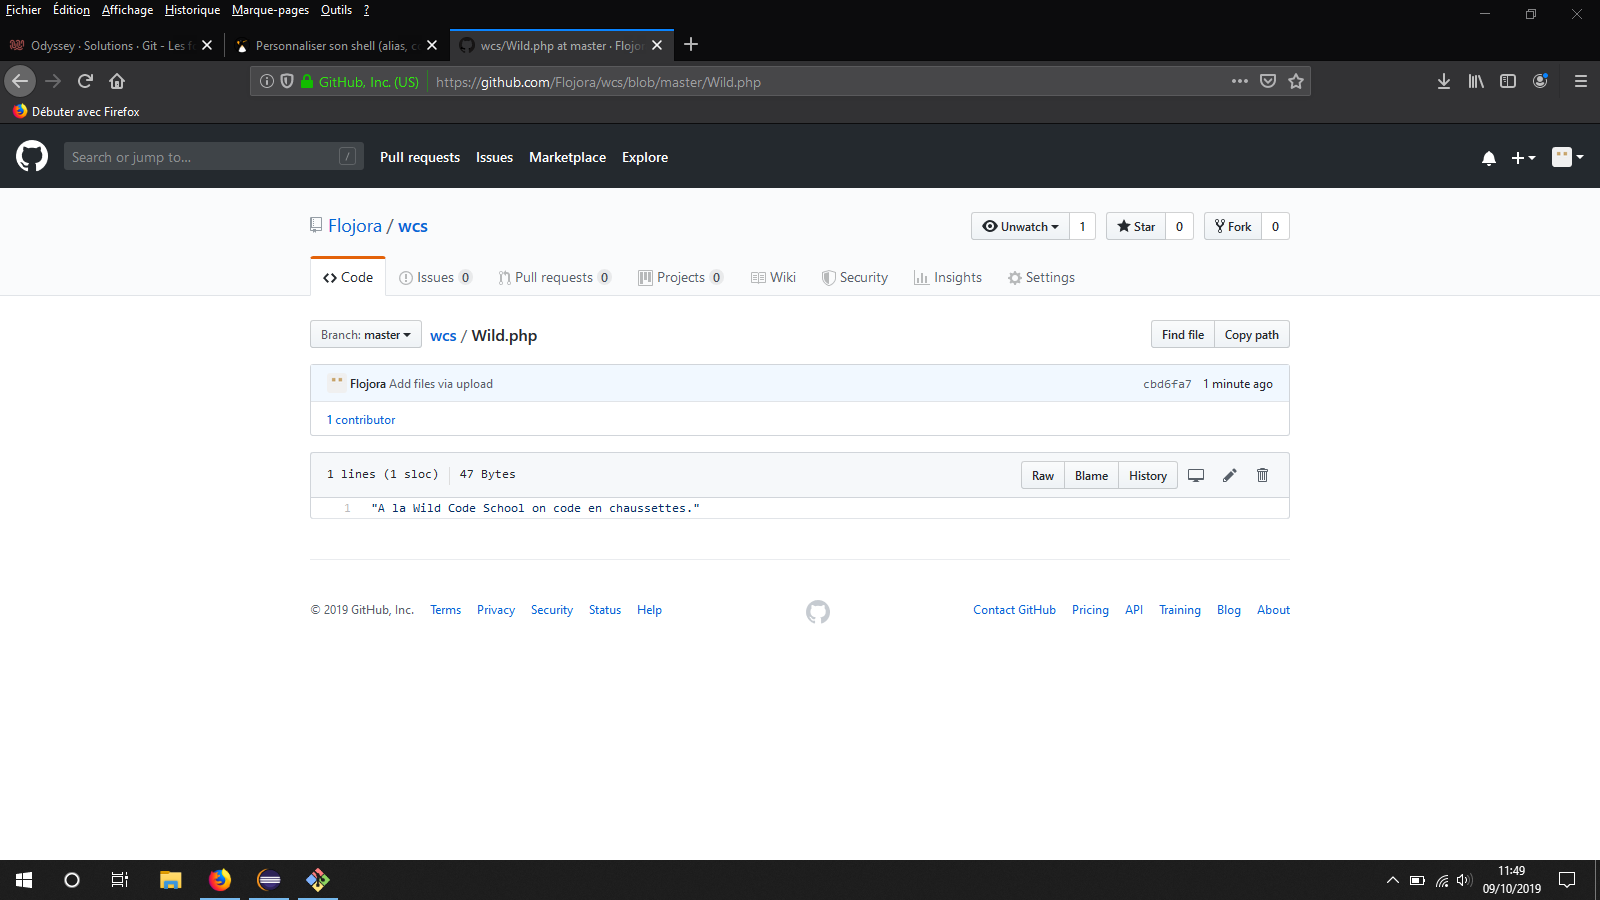 Fichier Édition Affichage Historique Marque-pages Outils ?
Odyssey · Solutions · Git - Les f
Personnaliser son shell (alias, c
wcs/Wild.php at master · Flojor
GitHub, Inc. (US) https://github.com/Flojora/wcs/blob/master/Wild.php
Débuter avec Firefox
Search or jump to... / Pull requests Issues Marketplace Explore
Flojora / wcs Unwatch 1 Star 0 Fork 0
Code Issues 0 Pull requests 0 Projects 0 Wiki Security Insights Settings
Branch: master wcs / Wild.php Find file Copy path
Flojora Add files via upload cbd6fa7 1 minute ago
1 contributor
1 lines (1 sloc) 47 Bytes Raw Blame History
1 "A la Wild Code School on code en chaussettes."
© 2019 GitHub, Inc. Terms Privacy Security Status Help Contact GitHub Pricing API Training Blog About
11:49
09/10/2019